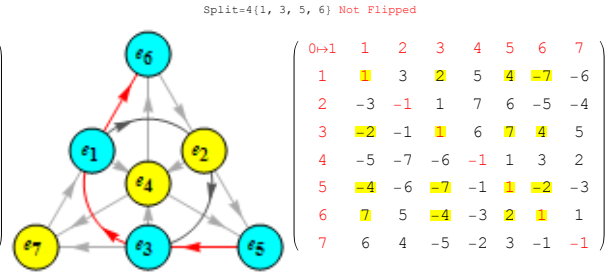 Split=4{1, 3, 5, 6} Not Flipped
e6
e1
e2
e4
e7
e3
e5
0↦1 1 2 3 4 5 6 7
1 1 3 2 5 4 -7 -6
2 -3 -1 1 7 6 -5 -4
3 -2 -1 1 6 7 4 5
4 -5 -7 -6 -1 1 3 2
5 -4 -6 -7 -1 1 -2 -3
6 7 5 -4 -3 2 1 1
7 6 4 -5 -2 3 -1 -1